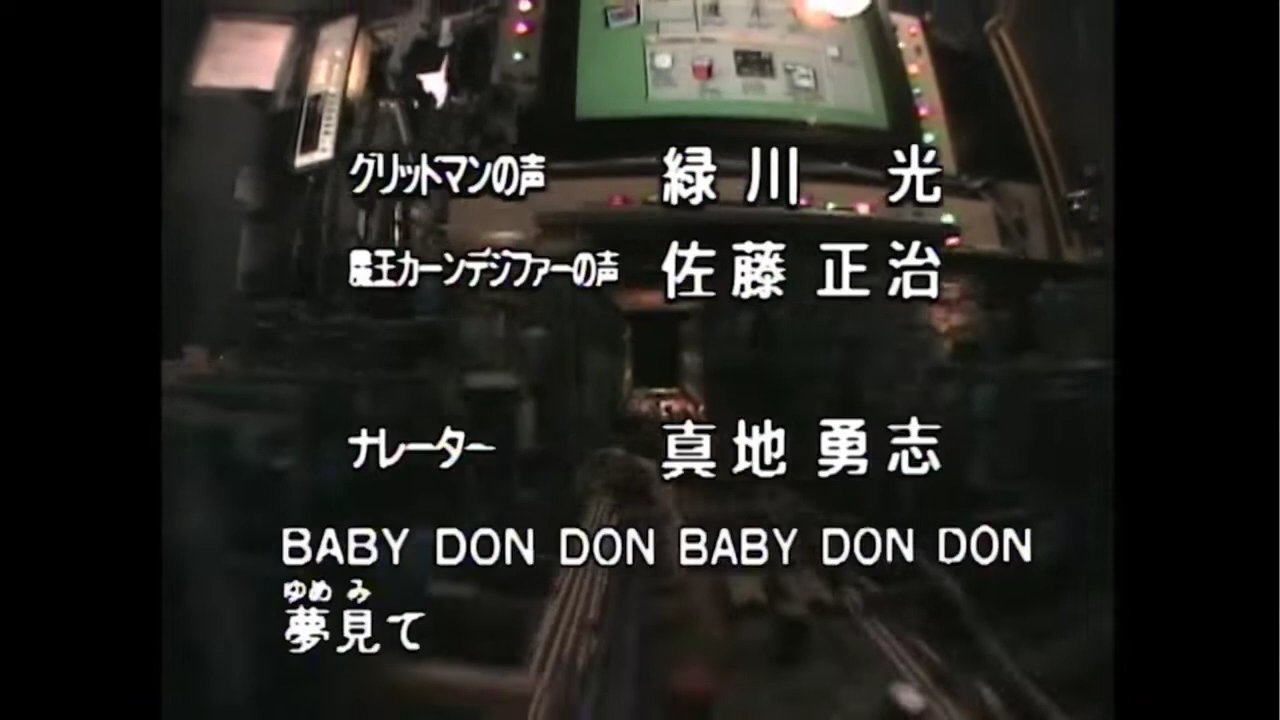 グリットマンの声 緑川 光
魔王カーンデジファーの声 佐藤 正治
ナレーター 真地 勇志
BABY DON DON BABY DON DON
ゆめ み
夢見て